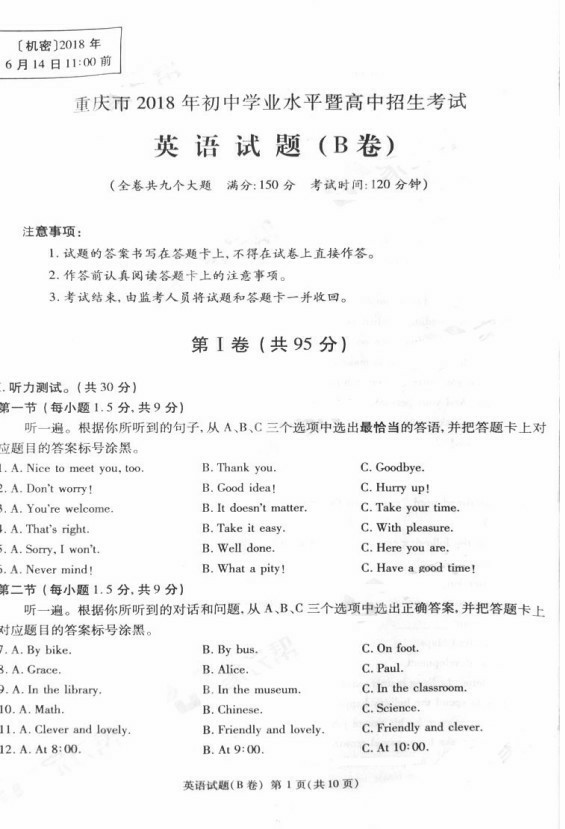 〔机密〕2018 年
6 月 14 日 11:00 前
重庆市 2018 年初中学业水平暨高中招生考试
英 语 试 题 (B 卷)
(全卷共九个大题 满分:150 分 考试时间:120 分钟)
注意事项:
1. 试题的答案书写在答题卡上,不得在试卷上直接作答。
2. 作答前认真阅读答题卡上的注意事项。
3. 考试结束,由监考人员将试题和答题卡一并收回。
第 Ⅰ 卷 (共 95 分)
. 听力测试。(共 30 分)
第一节 (每小题 1.5 分,共 9 分)
听一遍。根据你所听到的句子,从 A、B、C 三个选项中选出最恰当的答语,并把答题卡上对
应题目的答案标号涂黑。
1. A. Nice to meet you, too. B. Thank you. C. Goodbye.
2. A. Don't worry! B. Good idea! C. Hurry up!
3. A. You're welcome. B. It doesn't matter. C. Take your time.
4. A. That's right. B. Take it easy. C. With pleasure.
5. A. Sorry, I won't. B. Well done. C. Here you are.
6. A. Never mind! B. What a pity! C. Have a good time!
第二节 (每小题 1.5 分,共 9 分)
听一遍。根据你所听到的对话和问题,从 A、B、C 三个选项中选出正确答案,并把答题卡上
对应题目的答案标号涂黑。
7. A. By bike. B. By bus. C. On foot.
8. A. Grace. B. Alice. C. Paul.
9. A. In the library. B. In the museum. C. In the classroom.
10. A. Math. B. Chinese. C. Science.
11. A. Clever and lovely. B. Friendly and lovely. C. Friendly and clever.
12. A. At 8:00. B. At 9:00. C. At 10:00.
英语试题(B 卷) 第 1 页(共 10 页)